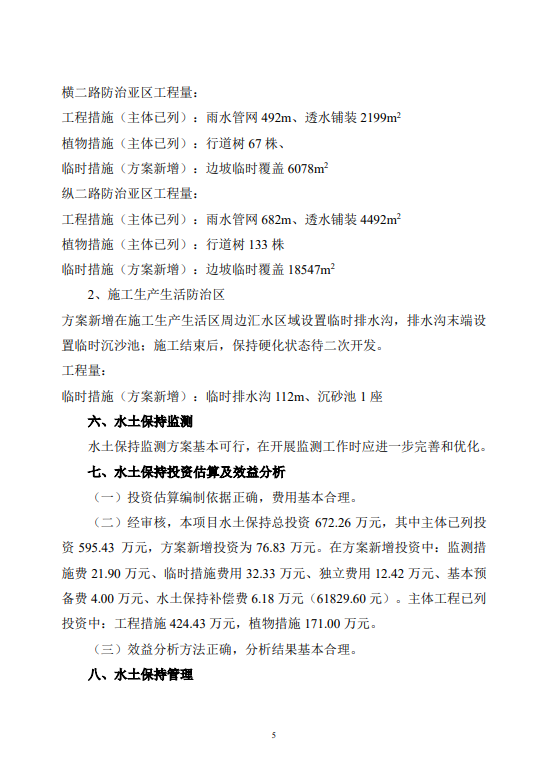 横二路防治亚区工程量：
工程措施（主体已列）：雨水管网 492m、透水铺装 2199m²
植物措施（主体已列）：行道树 67 株、
临时措施（方案新增）：边坡临时覆盖 6078m²
纵二路防治亚区工程量：
工程措施（主体已列）：雨水管网 682m、透水铺装 4492m²
植物措施（主体已列）：行道树 133 株
临时措施（方案新增）：边坡临时覆盖 18547m²
2、施工生产生活防治区
方案新增在施工生产生活区周边汇水区域设置临时排水沟，排水沟末端设
置临时沉沙池；施工结束后，保持硬化状态待二次开发。
工程量：
临时措施（方案新增）：临时排水沟 112m、沉砂池 1 座
六、水土保持监测
水土保持监测方案基本可行，在开展监测工作时应进一步完善和优化。
七、水土保持投资估算及效益分析
（一）投资估算编制依据正确，费用基本合理。
（二）经审核，本项目水土保持总投资 672.26 万元，其中主体已列投
资 595.43 万元，方案新增投资为 76.83 万元。在方案新增投资中：监测措
施费 21.90 万元、临时措施费用 32.33 万元、独立费用 12.42 万元、基本预
备费 4.00 万元、水土保持补偿费 6.18 万元（61829.60 元）。主体工程已列
投资中：工程措施 424.43 万元，植物措施 171.00 万元。
（三）效益分析方法正确，分析结果基本合理。
八、水土保持管理
5